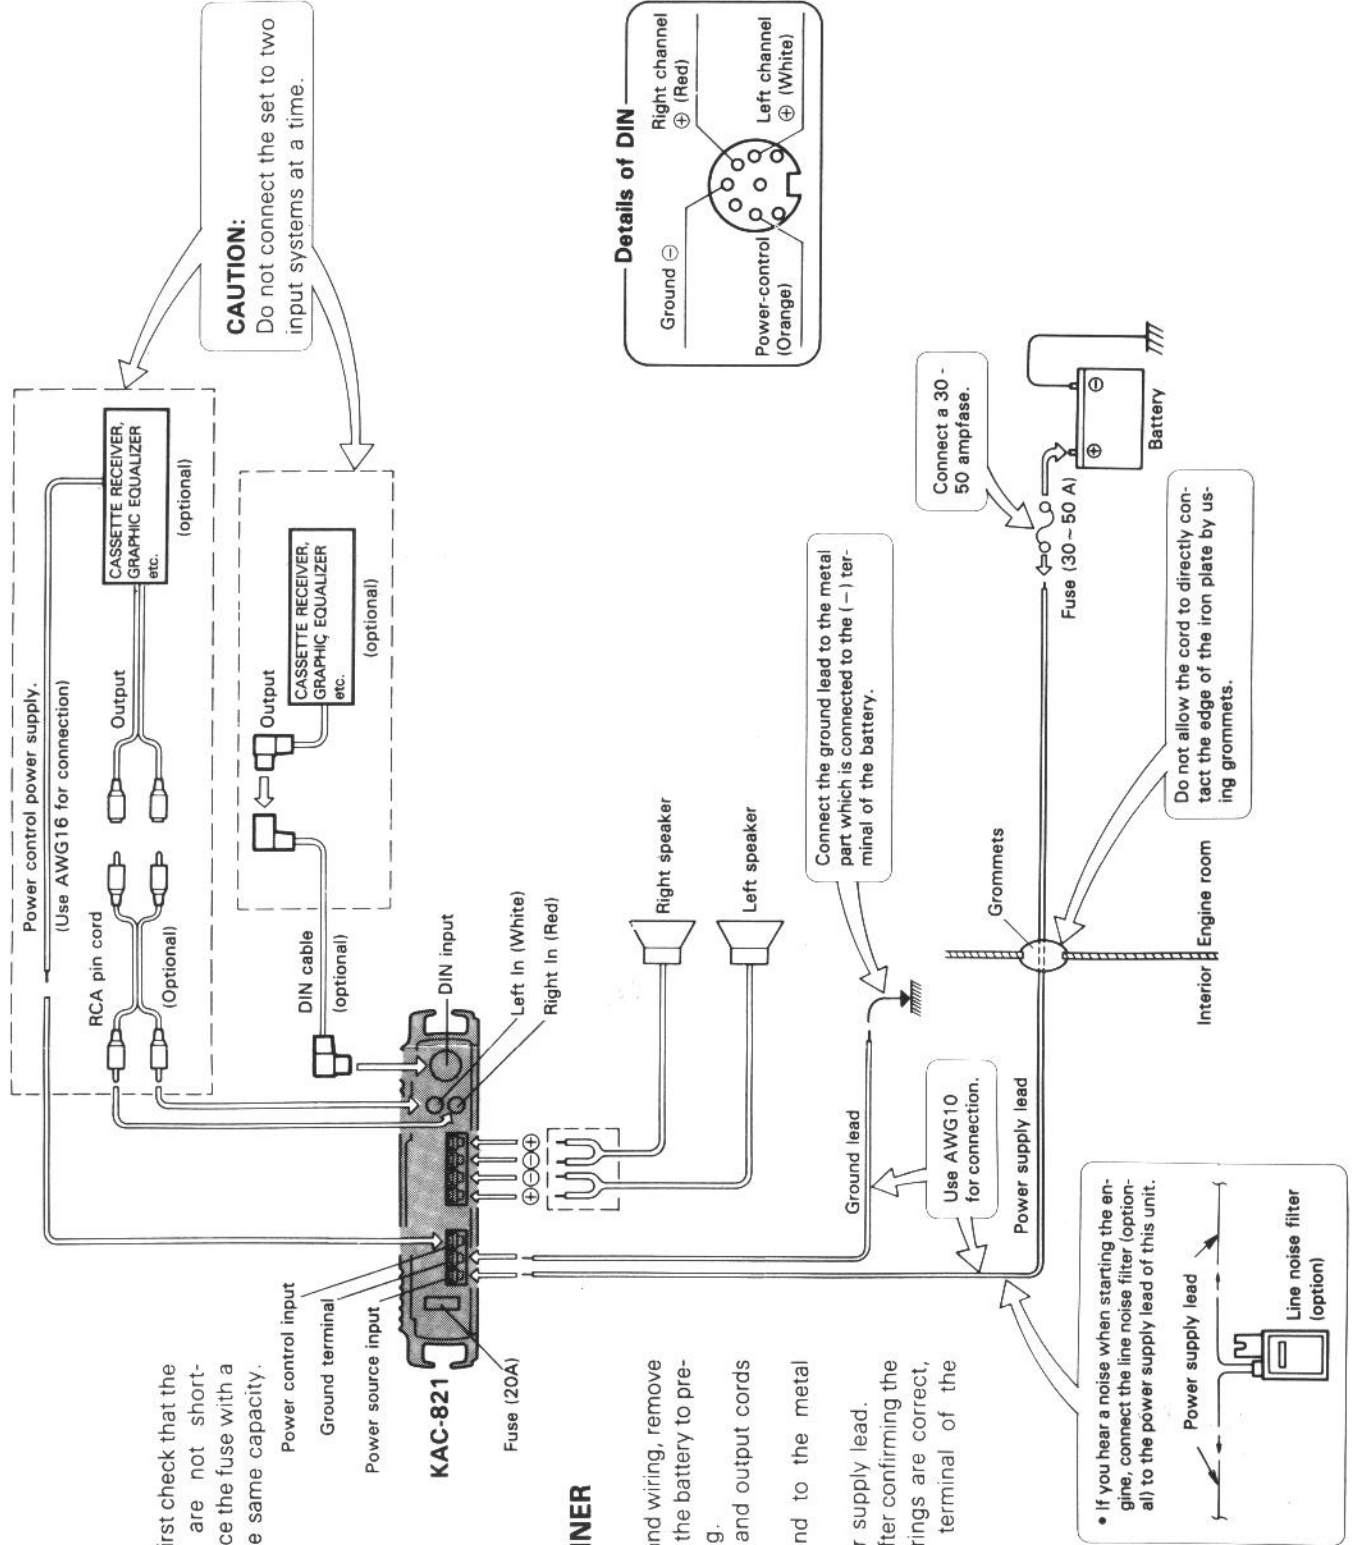 Power control power supply.
(Use AWG16 for connection)
RCA pin cord
(Optional)
Output
CASSETTE RECEIVER,
GRAPHIC EQUALIZER
etc.
(optional)
CAUTION:
Do not connect the set to two
input systems at a time.
DIN cable
(optional)
Output
CASSETTE RECEIVER,
GRAPHIC EQUALIZER
etc.
(optional)
Details of DIN
Ground ⊖
Right channel
⊕ (Red)
Power-control
(Orange)
Left channel
⊕ (White)
irst check that the
are not short-
ce the fuse with a
e same capacity.
Power control input
Ground terminal
Power source input
KAC-821
Fuse (20A)
DIN input
Left In (White)
Right In (Red)
⊕ ⊖ ⊖ ⊕
Right speaker
Left speaker
NER
nd wiring, remove
the battery to pre-
g.
and output cords
nd to the metal
r supply lead.
fter confirming the
rings are correct,
terminal of the
Ground lead
Connect the ground lead to the metal
part which is connected to the (−) ter-
minal of the battery.
Use AWG10
for connection.
Power supply lead
Grommets
Interior
Engine room
Connect a 30 -
50 ampfase.
Fuse (30 ~ 50 A)
⊕ ⊖
Battery
Do not allow the cord to directly con-
tact the edge of the iron plate by us-
ing grommets.
• If you hear a noise when starting the en-
gine, connect the line noise filter (option-
al) to the power supply lead of this unit.
Power supply lead
Line noise filter
(option)